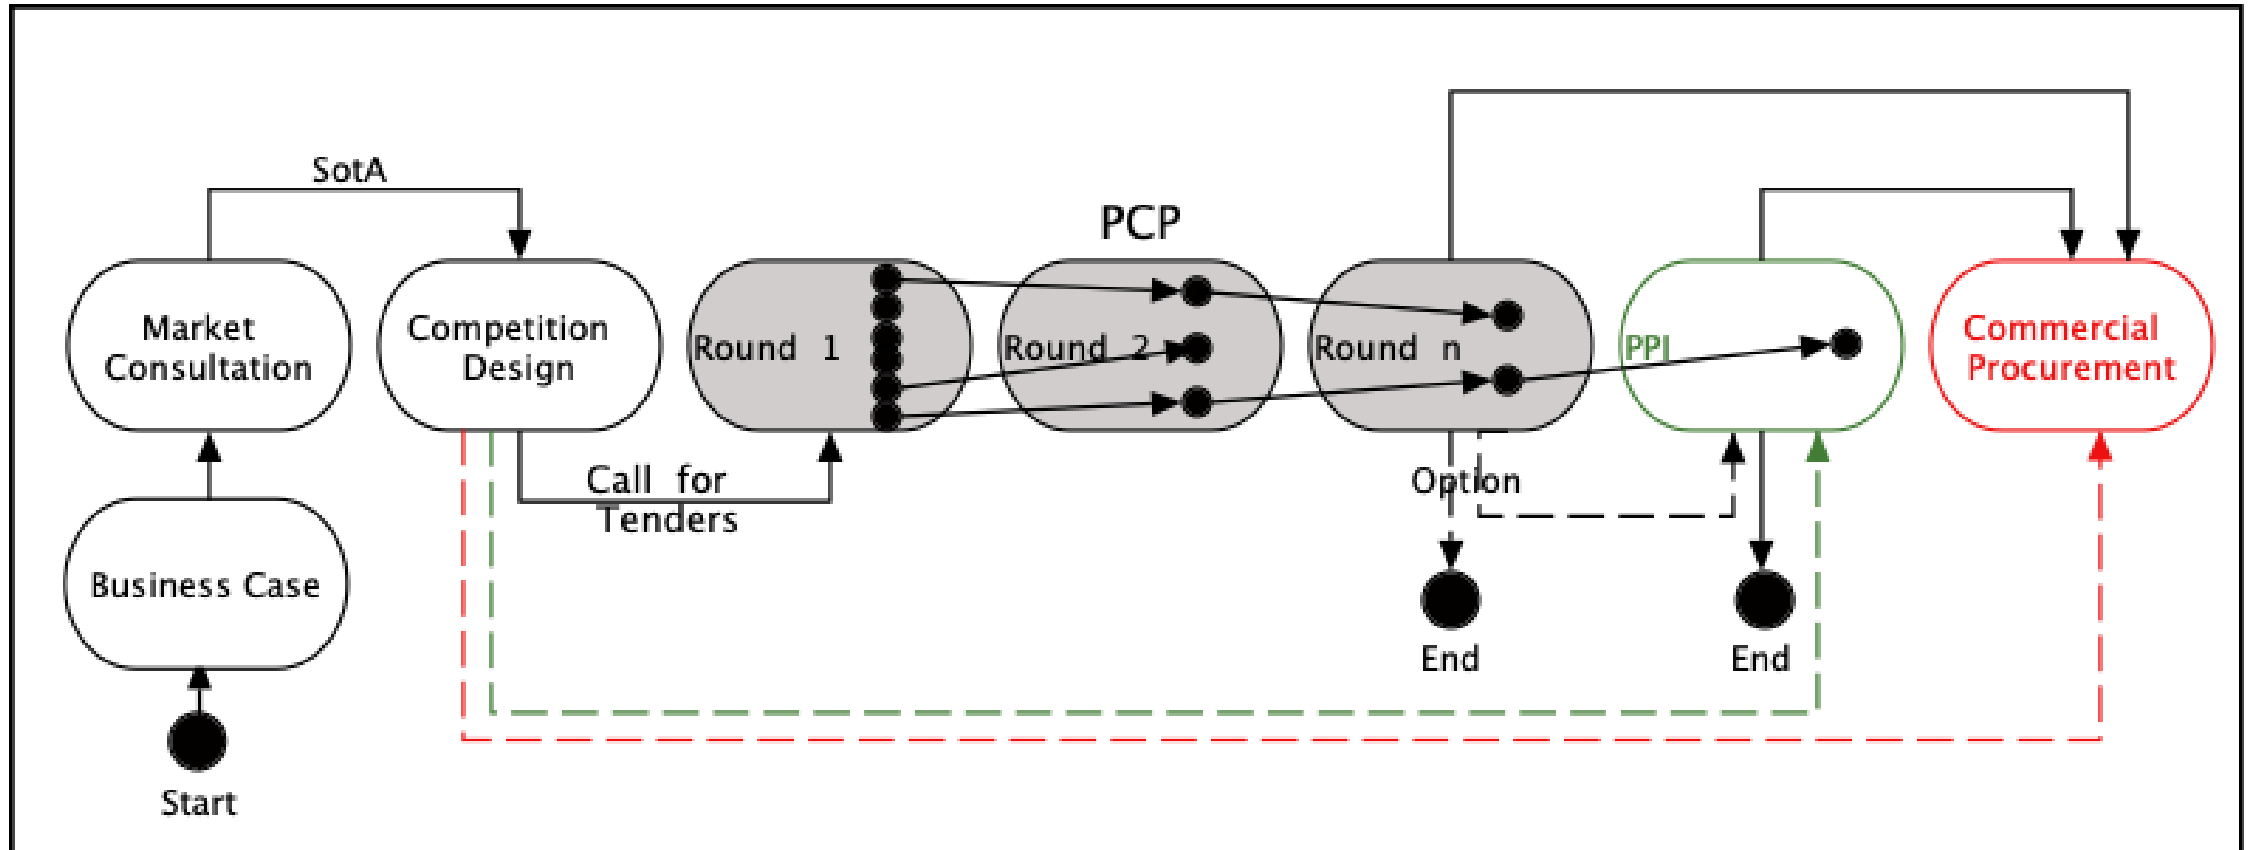 SotA
PCP
Market
Consultation
Competition
Design
Round 1
Round 2
Round n
PPI
Commercial
Procurement
Call for
Tenders
Option
Business Case
End
End
Start